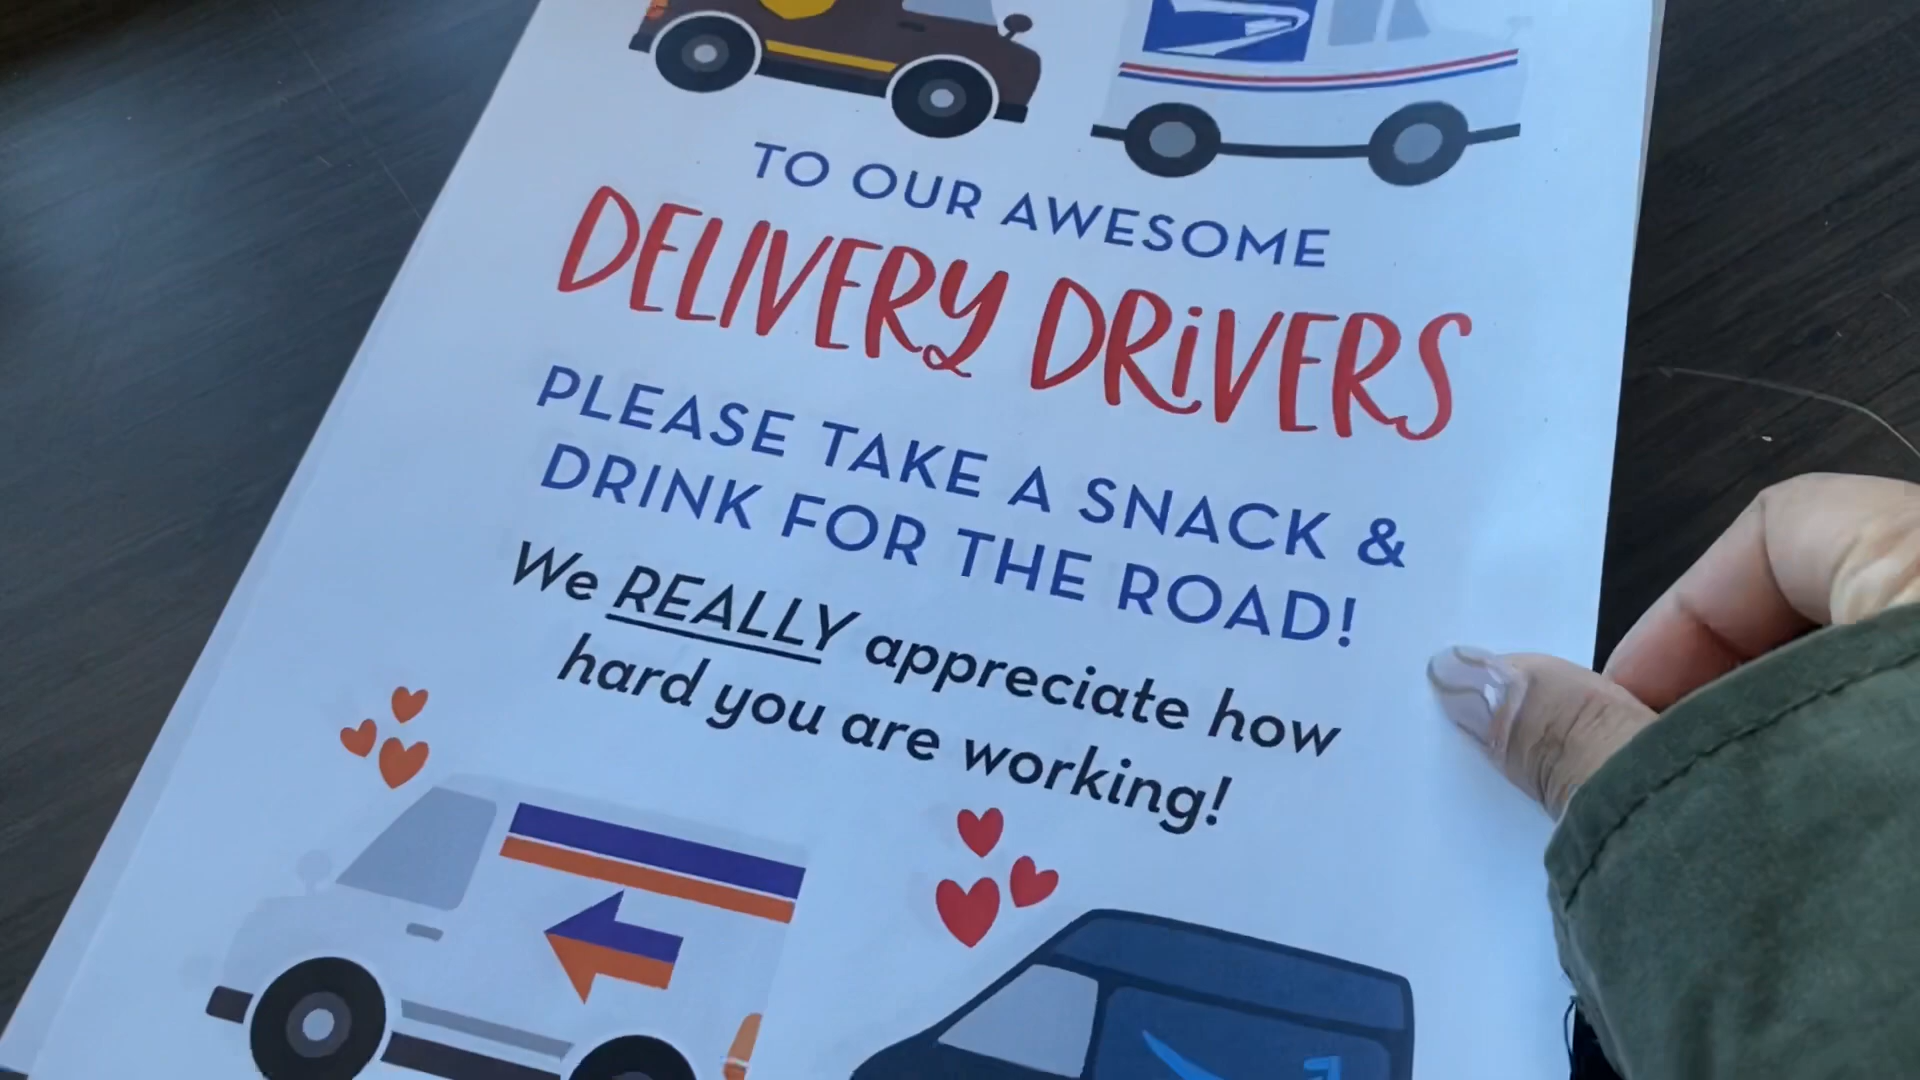 TO OUR AWESOME
DELIVERY DRiVERS
PLEASE TAKE A SNACK &
DRINK FOR THE ROAD!
We REALLY appreciate how
hard you are working!